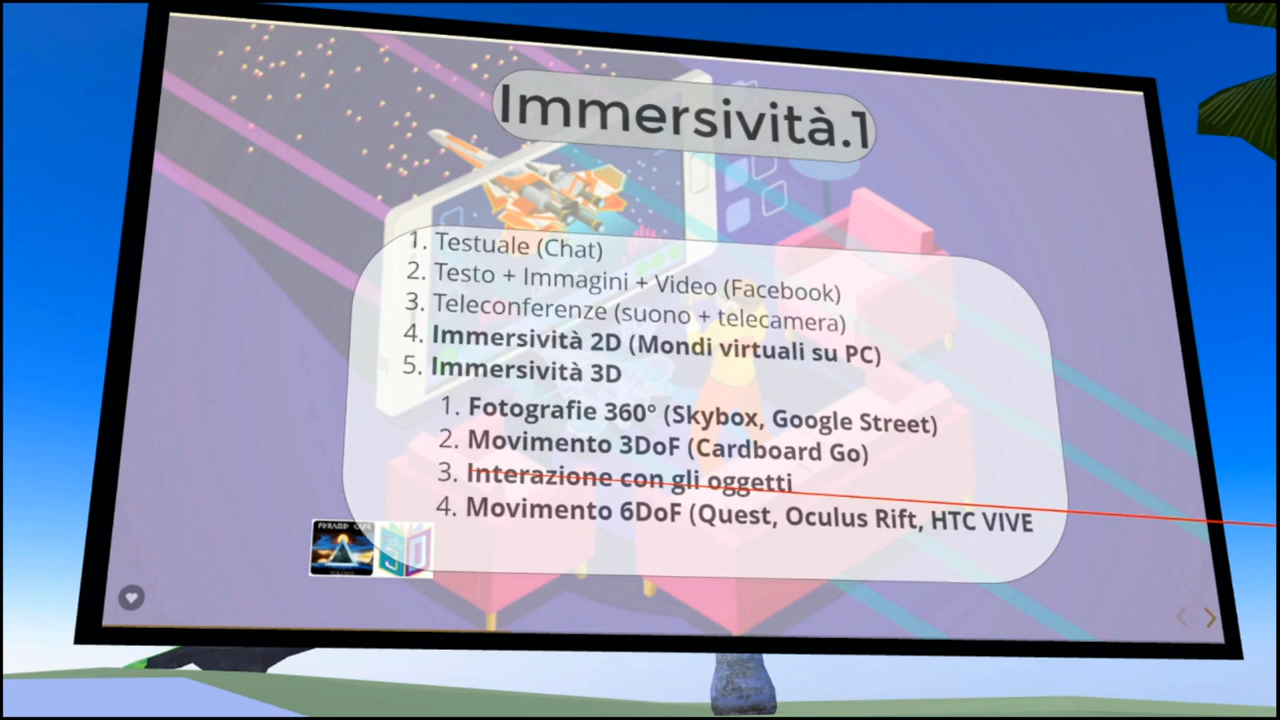 Immersività.1
1. Testuale (Chat)
2. Testo + Immagini + Video (Facebook)
3. Teleconferenze (suono + telecamera)
4. Immersività 2D (Mondi virtuali su PC)
5. Immersività 3D
1. Fotografie 360° (Skybox, Google Street)
2. Movimento 3DoF (Cardboard Go)
3. Interazione con gli oggetti
4. Movimento 6DoF (Quest, Oculus Rift, HTC VIVE